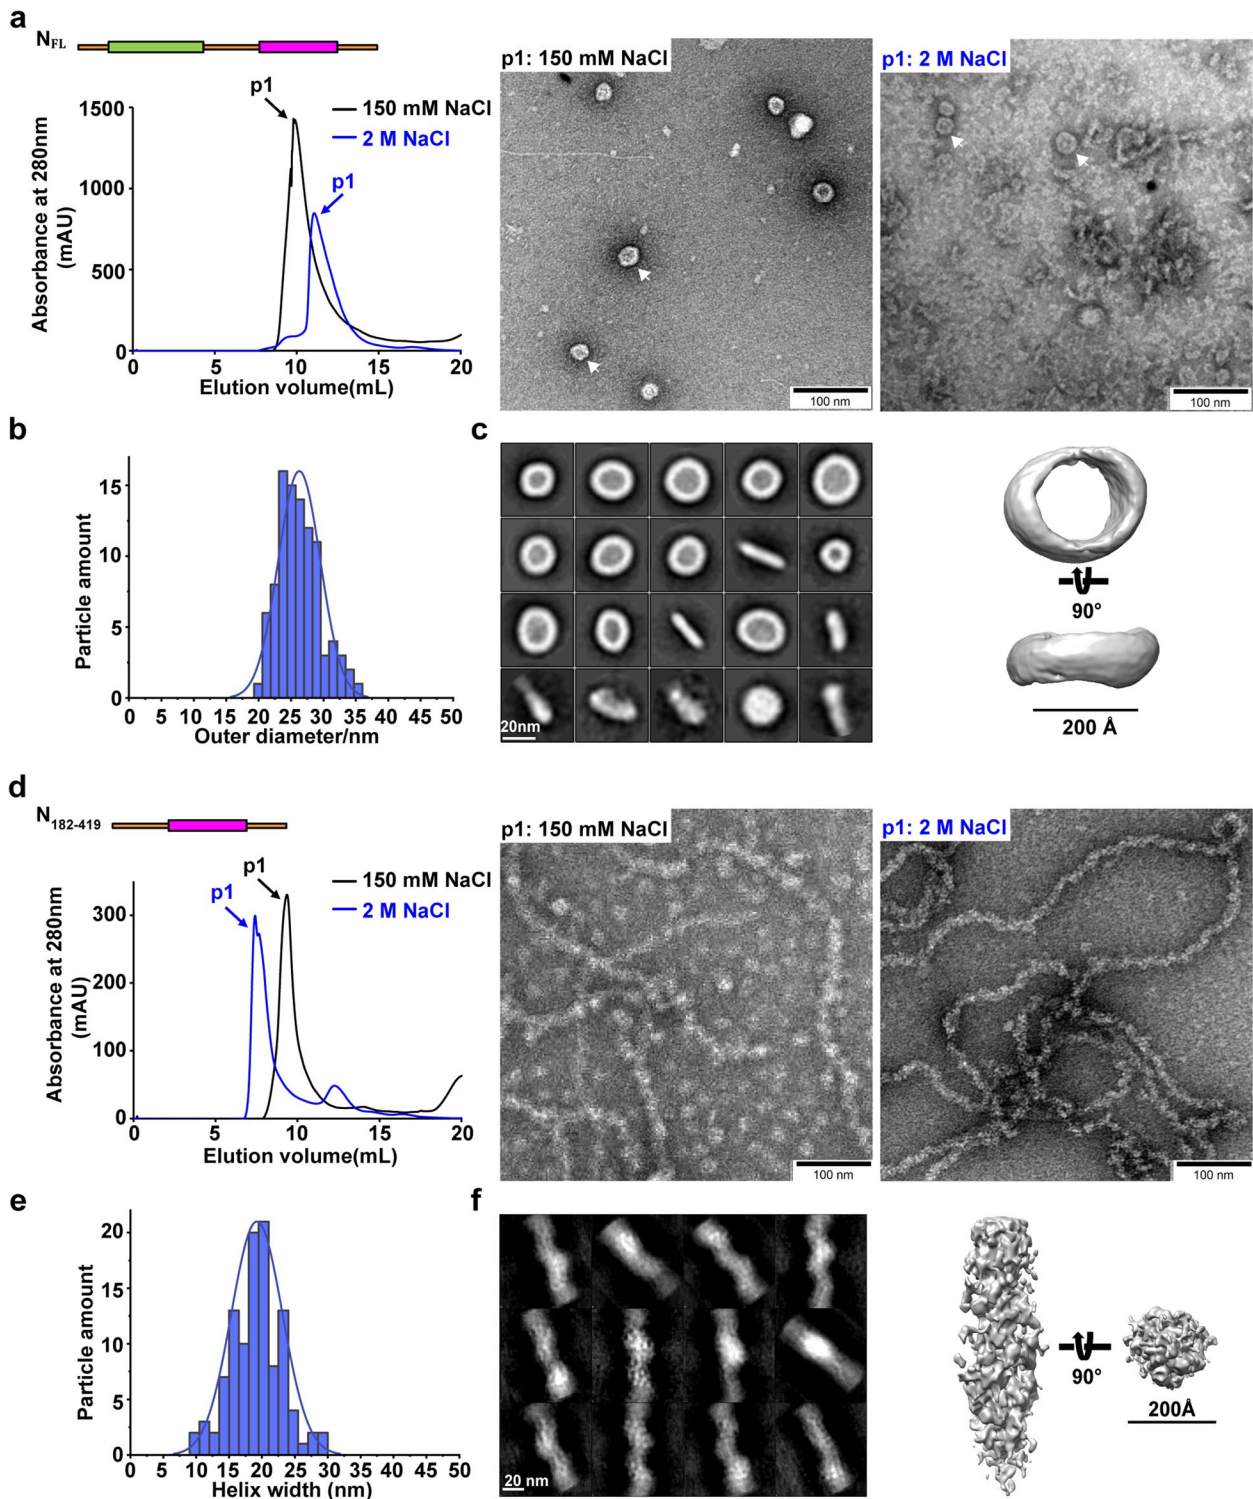 a
N_FL
p1
150 mM NaCl
2 M NaCl
p1
1500
1000
500
0
Absorbance at 280nm
(mAU)
0 5 10 15 20
Elution volume(mL)
p1: 150 mM NaCl
100 nm
p1: 2 M NaCl
100 nm
b
15
10
5
0
Particle amount
0 5 10 15 20 25 30 35 40 45 50
Outer diameter/nm
c
20nm
90°
200 Å
d
N_182-419
p1
p1
150 mM NaCl
2 M NaCl
300
200
100
0
Absorbance at 280nm
(mAU)
0 5 10 15 20
Elution volume(mL)
p1: 150 mM NaCl
100 nm
p1: 2 M NaCl
100 nm
e
20
15
10
5
0
Particle amount
0 5 10 15 20 25 30 35 40 45 50
Helix width (nm)
f
20 nm
90°
200Å